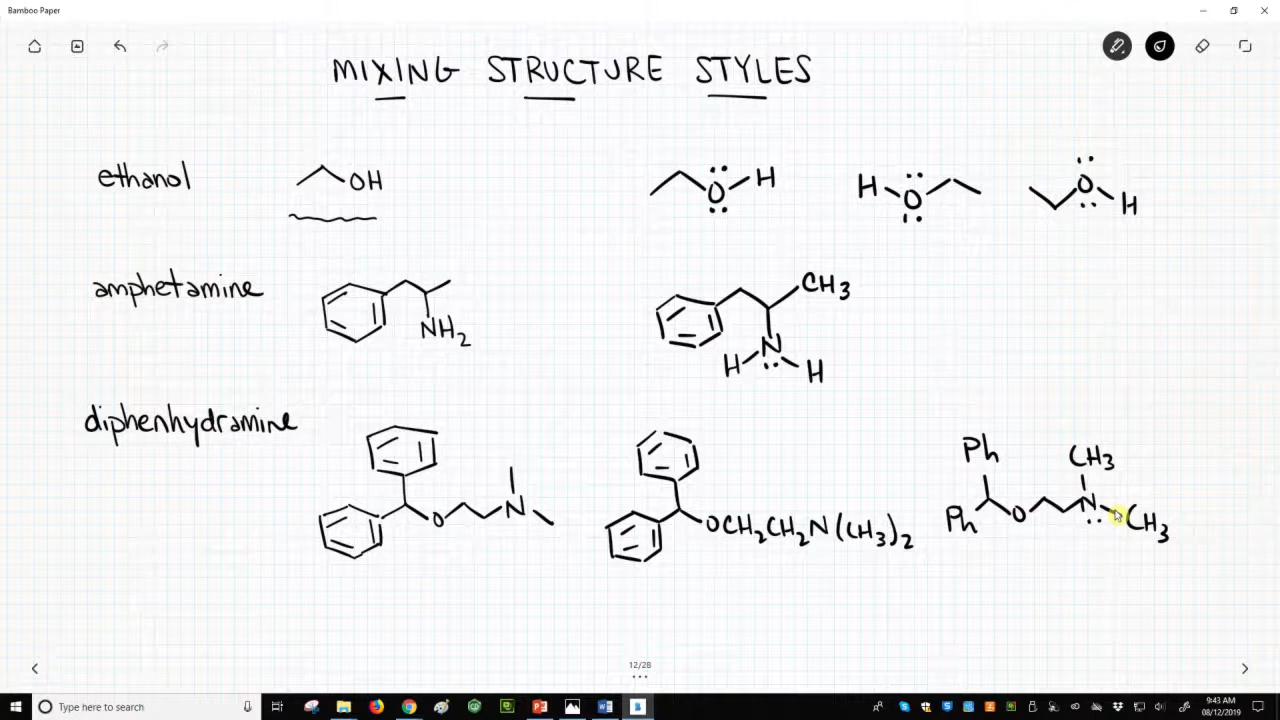 Bamboo Paper
MIXING STRUCTURE STYLES
ethanol
OH
O H
H O
O H
amphetamine
NH2
CH3
N
H H
diphenhydramine
O N
OCH2CH2N(CH3)2
Ph
CH3
Ph O N CH3
12/28
Type here to search
9:43 AM
08/12/2019